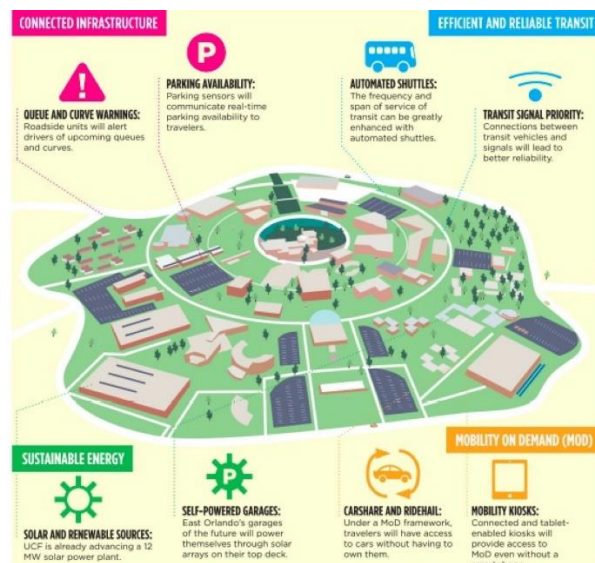 CONNECTED INFRASTRUCTURE
EFFICIENT AND RELIABLE TRANSIT
P
QUEUE AND CURVE WARNINGS:
Roadside units will alert
drivers of upcoming queues
and curves.
PARKING AVAILABILITY:
Parking sensors will
communicate real-time
parking availability to
travelers.
AUTOMATED SHUTTLES:
The frequency and
span of service of
transit can be greatly
enhanced with
automated shuttles.
TRANSIT SIGNAL PRIORITY:
Connections between
transit vehicles and
signals will lead to
better reliability.
SUSTAINABLE ENERGY
MOBILITY ON DEMAND (MOD)
P
SOLAR AND RENEWABLE SOURCES:
UCF is already advancing a 12
MW solar power plant.
SELF-POWERED GARAGES:
East Orlando's garages
of the future will power
themselves through solar
arrays on their top deck.
CARSHARE AND RIDEHAIL:
Under a MoD framework,
travelers will have access
to cars without having to
own them.
MOBILITY KIOSKS:
Connected and tablet-
enabled kiosks will
provide access to
MoD even without a